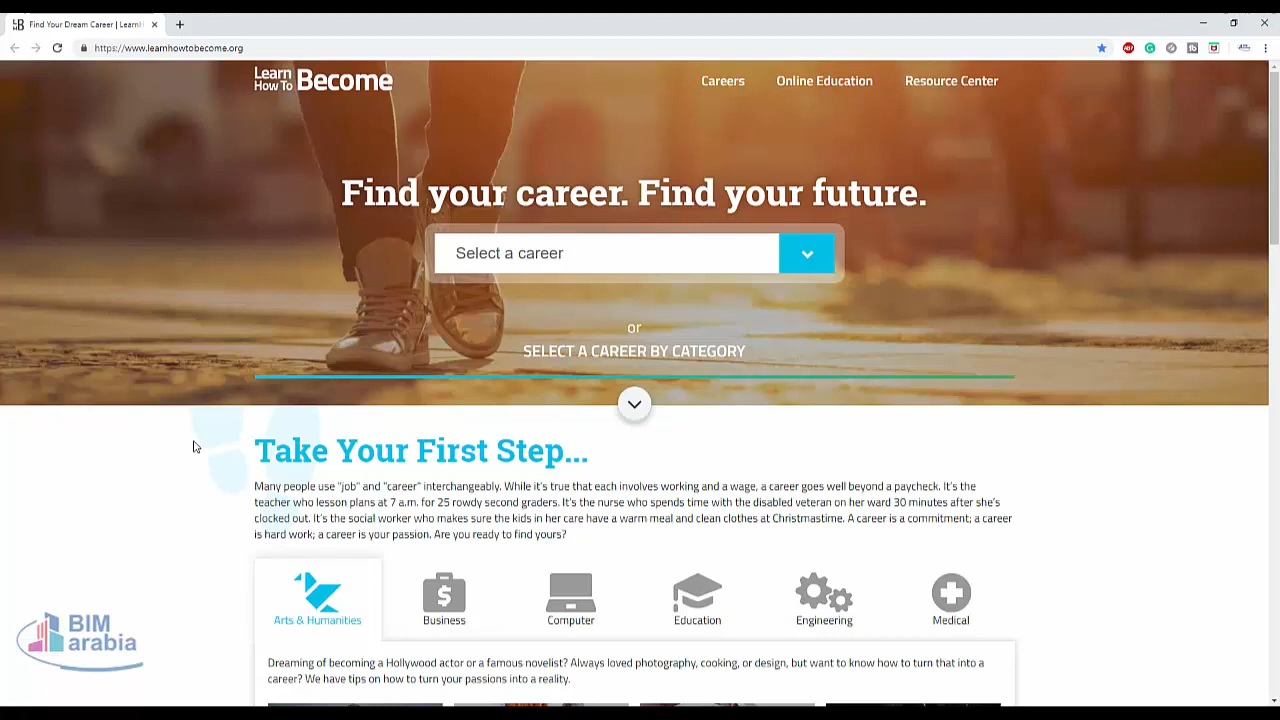 Find Your Dream Career | Learn
https://www.learnhowtobecome.org
Learn
How To Become
Careers
Online Education
Resource Center
Find your career. Find your future.
Select a career
or
SELECT A CAREER BY CATEGORY
Take Your First Step...
Many people use "job" and "career" interchangeably. While it's true that each involves working and a wage, a career goes well beyond a paycheck. It's the
teacher who lesson plans at 7 a.m. for 25 rowdy second graders. It's the nurse who spends time with the disabled veteran on her ward 30 minutes after she's
clocked out. It's the social worker who makes sure the kids in her care have a warm meal and clean clothes at Christmastime. A career is a commitment; a career
is hard work; a career is your passion. Are you ready to find yours?
Arts & Humanities
Business
Computer
Education
Engineering
Medical
Dreaming of becoming a Hollywood actor or a famous novelist? Always loved photography, cooking, or design, but want to know how to turn that into a
career? We have tips on how to turn your passions into a reality.
BIM
arabia